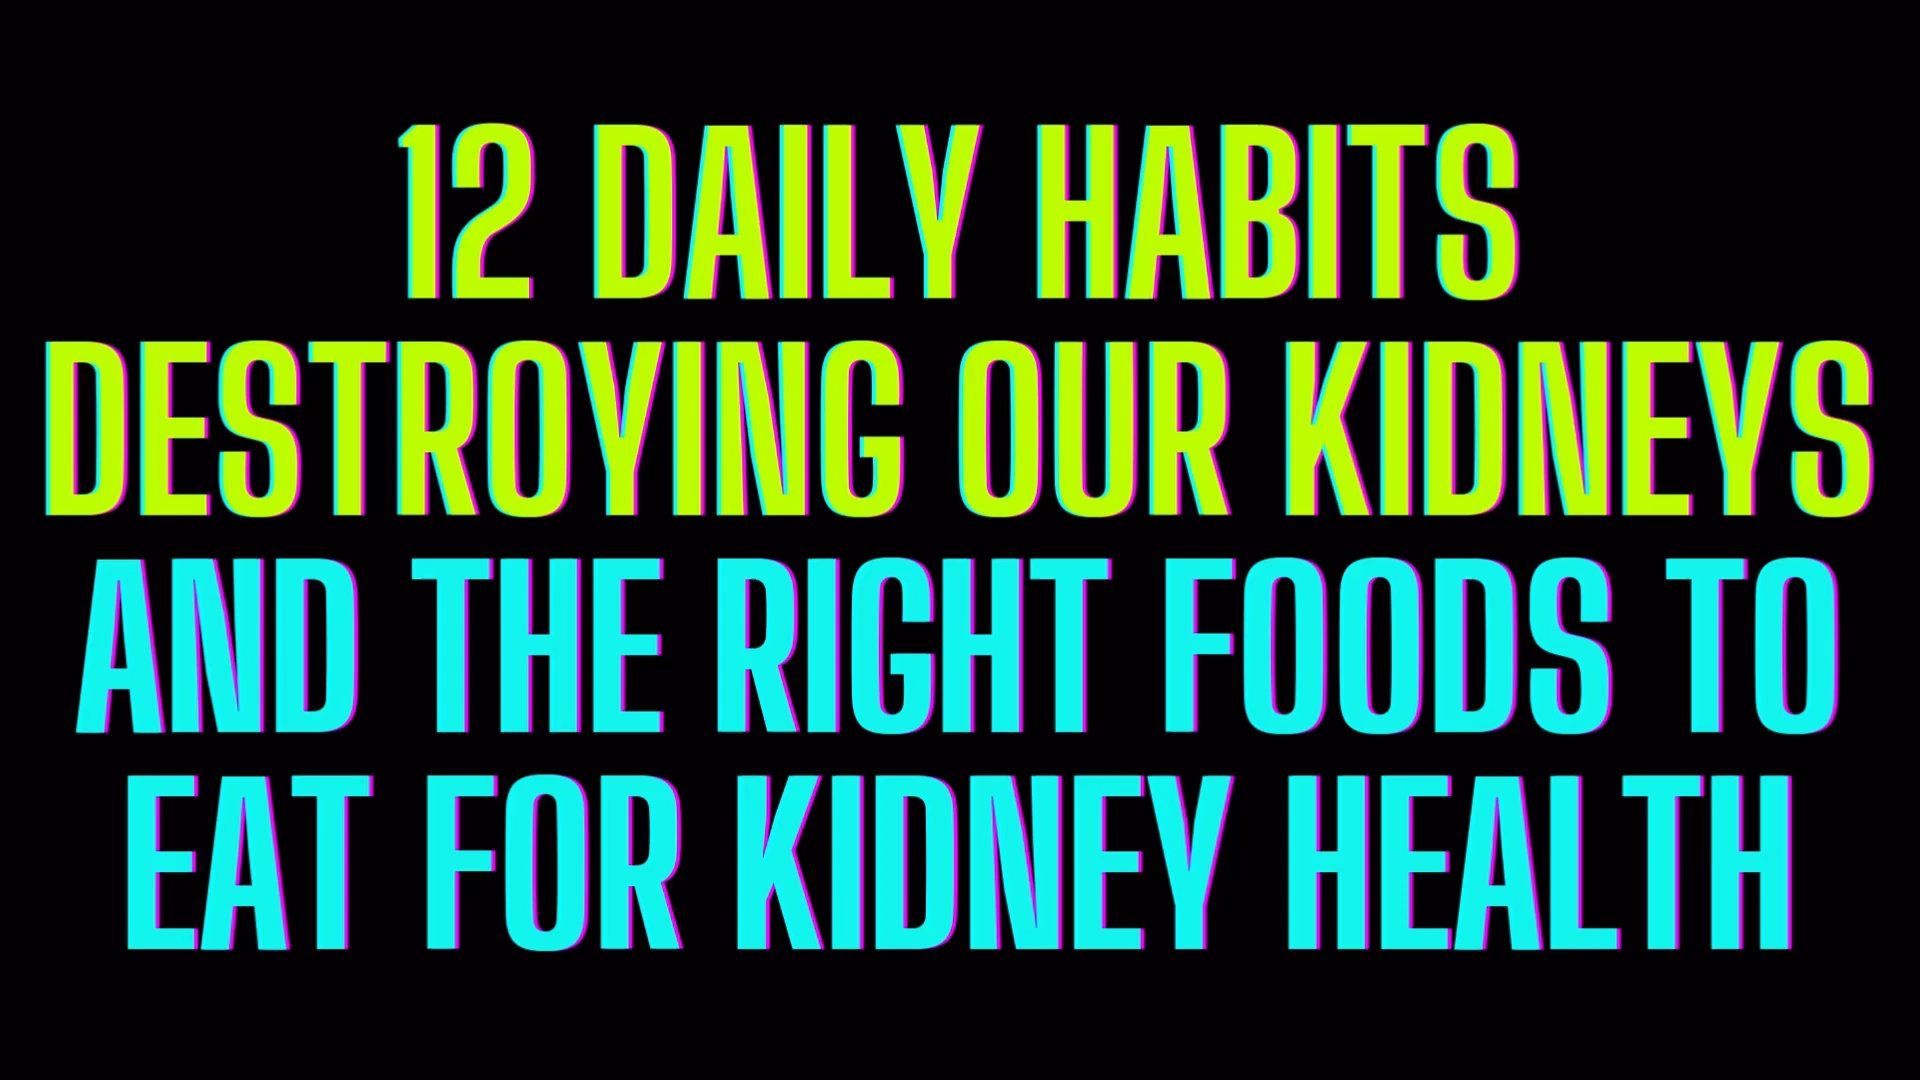 12 DAILY HABITS
DESTROYING OUR KIDNEYS
AND THE RIGHT FOODS TO
EAT FOR KIDNEY HEALTH